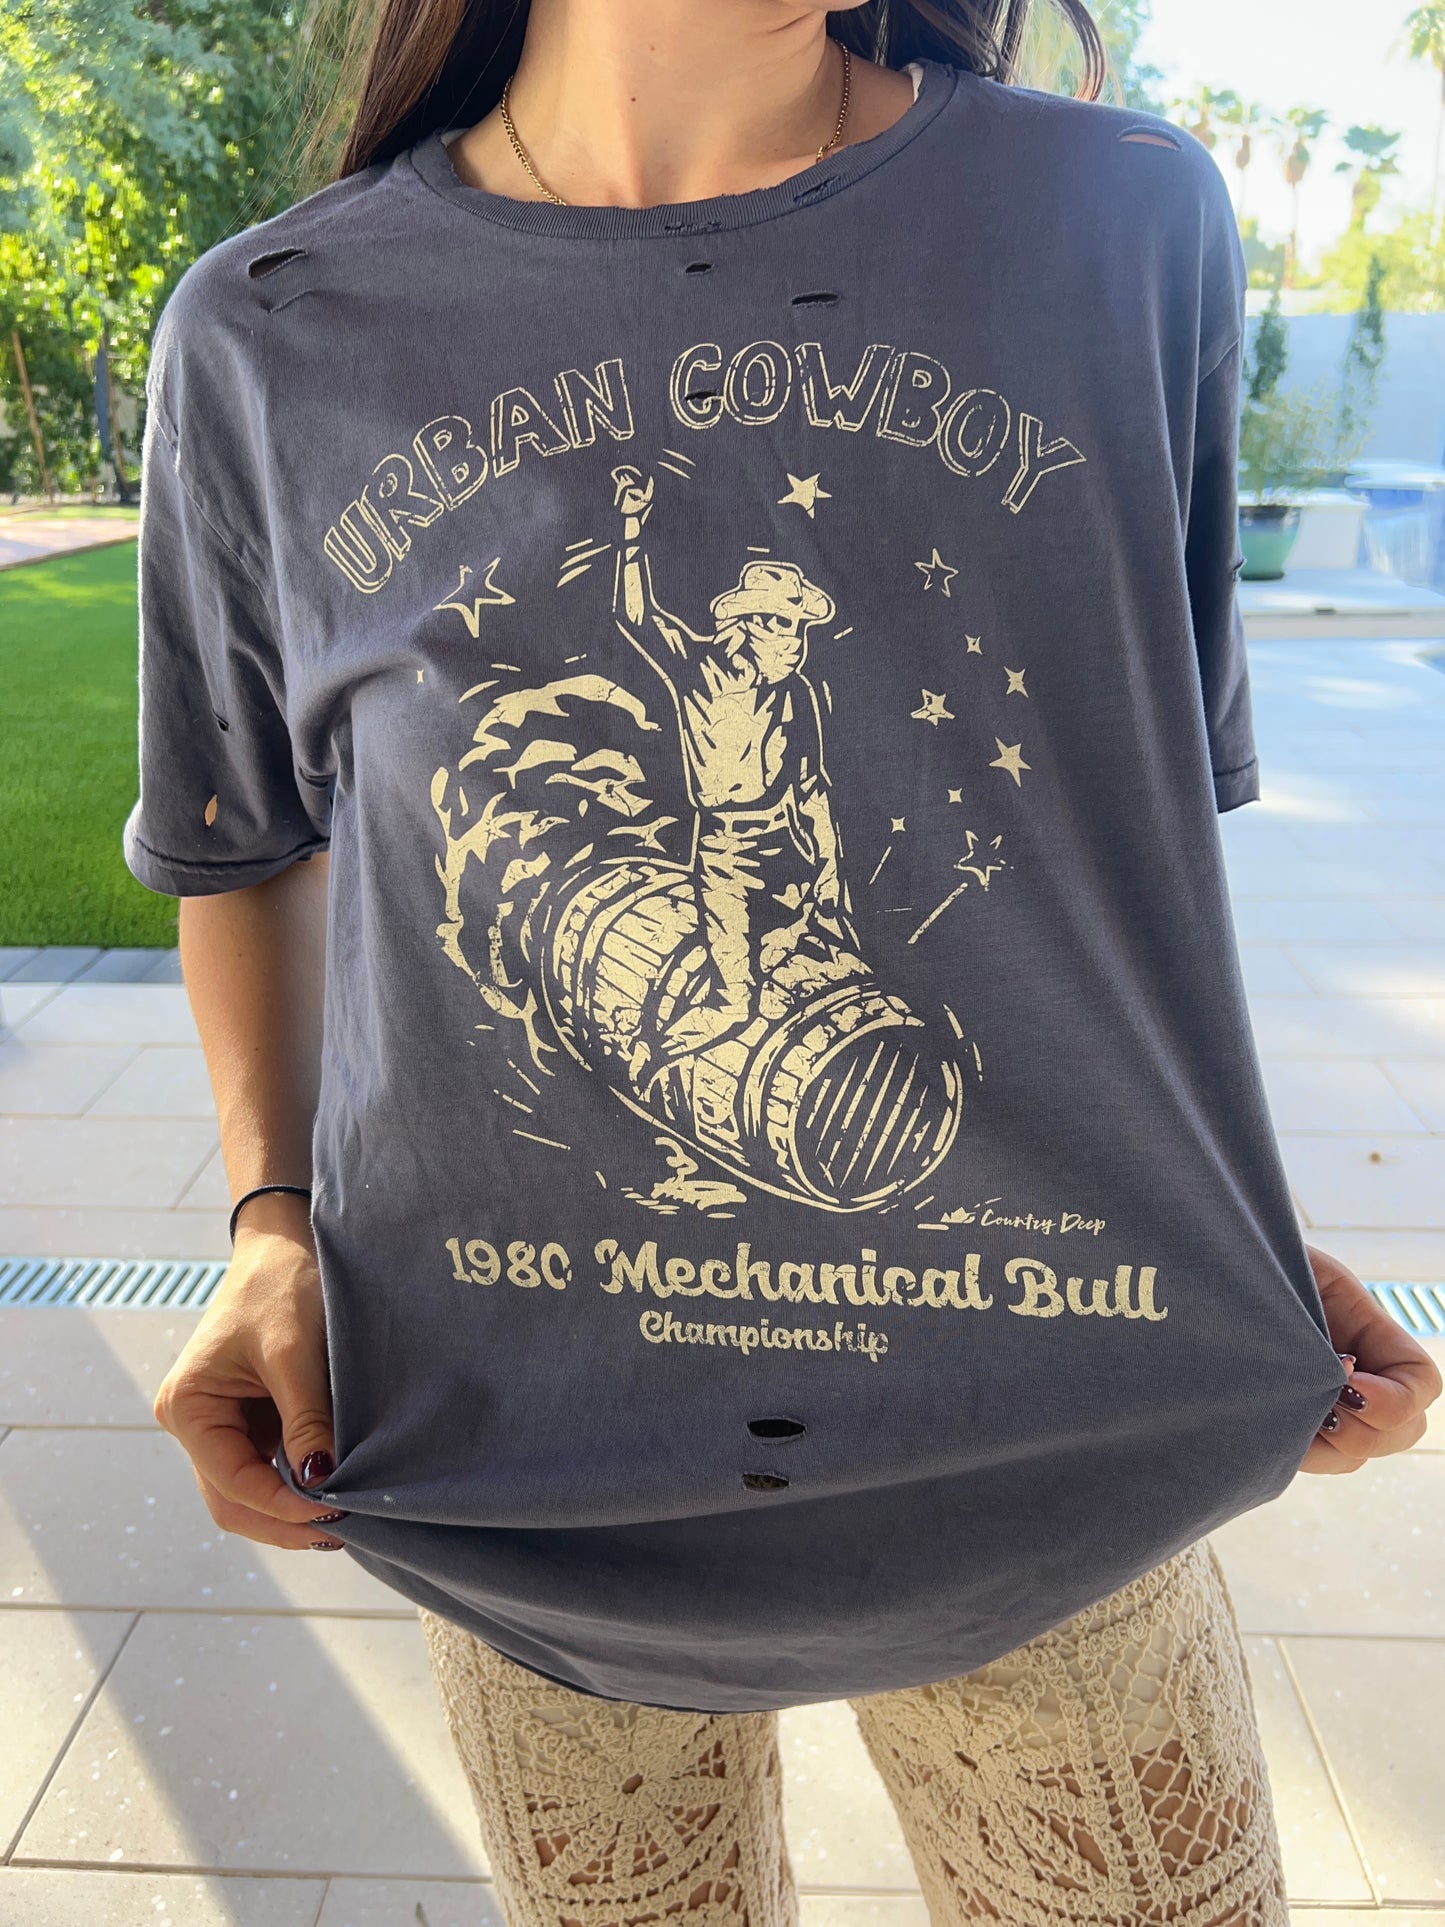 URBAN COWBOY
Country Deep
1980 Mechanical Bull
Championship